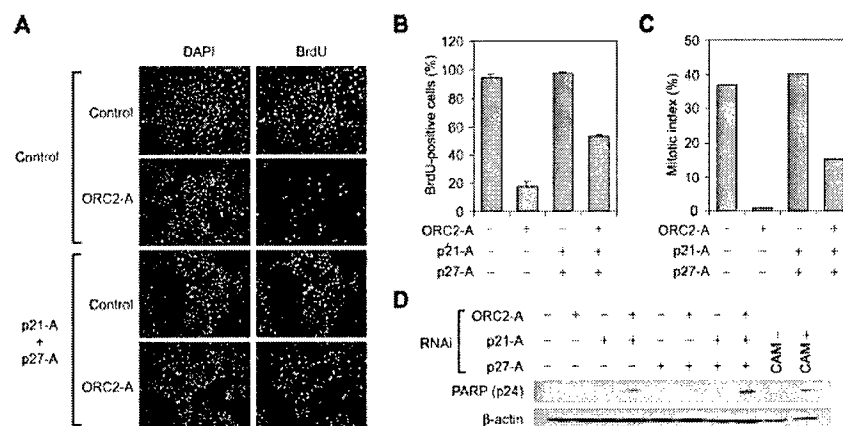 A
DAPI BrdU
Control
Control
ORC2-A
p21-A
+
p27-A
Control
ORC2-A
B
BrdU-positive cells (%)
120
100
80
60
40
20
0
ORC2-A - + - +
p21-A - - + +
p27-A - - + +
C
Mitotic index (%)
50
40
30
20
10
0
ORC2-A - + - +
p21-A - - + +
p27-A - - + +
D
RNAi
ORC2-A - + - + - + - +
p21-A - - + + - - + +
p27-A - - - - + + + +
CAM -
CAM +
PARP (p24)
β-actin